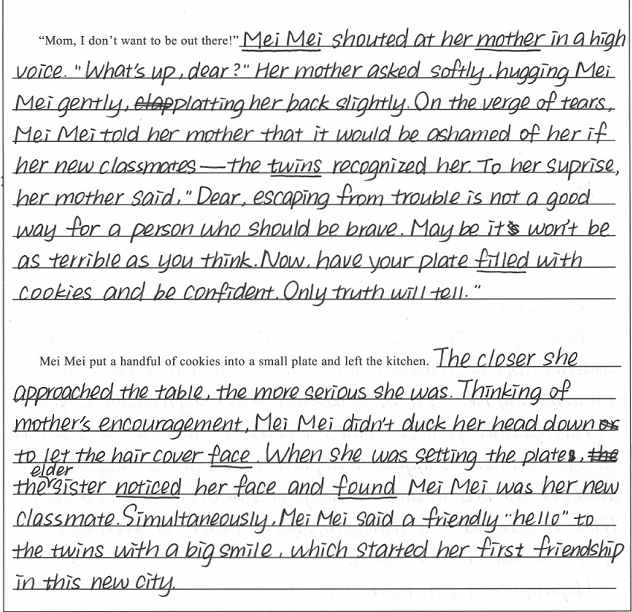 "Mom, I don't want to be out there!" Mei Mei shouted at her mother in a high
voice. "What's up, dear?" Her mother asked softly, hugging Mei
Mei gently, clap platting her back slightly. On the verge of tears,
Mei Mei told her mother that it would be ashamed of her if
her new classmates—the twins recognized her. To her suprise,
her mother said, "Dear, escaping from trouble is not a good
way for a person who should be brave. May be it's won't be
as terrible as you think. Now, have your plate filled with
cookies and be confident. Only truth will tell."
Mei Mei put a handful of cookies into a small plate and left the kitchen. The closer she
approached the table, the more serious she was. Thinking of
mother's encouragement, Mei Mei didn't duck her head down as
to let the hair cover face. When she was setting the plates, the
the elder sister noticed her face and found Mei Mei was her new
classmate. Simultaneously, Mei Mei said a friendly "hello" to
the twins with a big smile, which started her first friendship
in this new city.